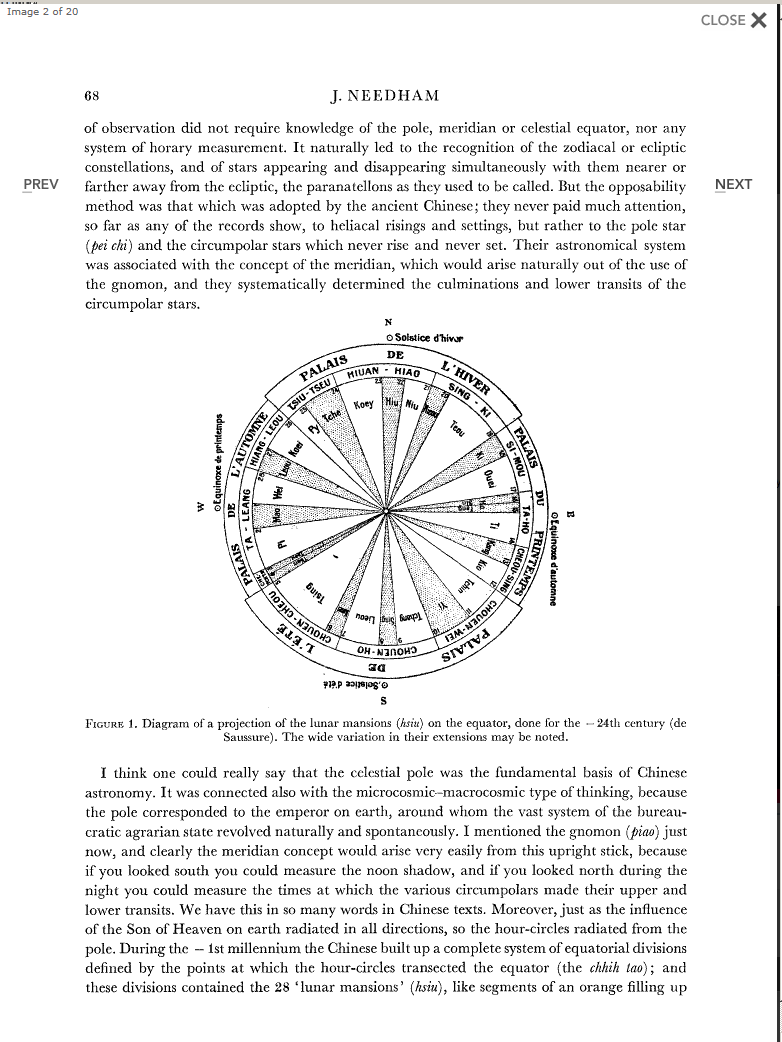 Image 2 of 20
CLOSE X
68 J. NEEDHAM
of observation did not require knowledge of the pole, meridian or celestial equator, nor any
system of horary measurement. It naturally led to the recognition of the zodiacal or ecliptic
constellations, and of stars appearing and disappearing simultaneously with them nearer or
PREV
farther away from the ecliptic, the paranatellons as they used to be called. But the opposability
NEXT
method was that which was adopted by the ancient Chinese; they never paid much attention,
so far as any of the records show, to heliacal risings and settings, but rather to the pole star
(pei chi) and the circumpolar stars which never rise and never set. Their astronomical system
was associated with the concept of the meridian, which would arise naturally out of the use of
the gnomon, and they systematically determined the culminations and lower transits of the
circumpolar stars.
N
Solstice d'hiver
PALAIS DE L'HIVER
TSIU-TSEU
HIUAN - HIAO
SING - KI
Tche
Koey
Hiu
Niu
Teou
Py
Koei
HIANG-LEOU
PALAIS DE L'AUTOMNE
Equinoxe de printemps
W
Leou
Wei
Mao
TA - LEANG
Pi
Ki
Ouei
SI-MOU
TA-HO
Ti
Kang
Kio
CHEOU-SING
PALAIS DU PRINTEMPS
E
Equinoxe d'automne
Tsing
Lieou
Sing
Tchang
Yi
Tchin
CHOUEN-CHEOU
CHOUEN-HO
CHOUEN-WEI
PALAIS DE L'ÉTÉ
Solstice d'été
S
FIGURE 1. Diagram of a projection of the lunar mansions (hsiu) on the equator, done for the − 24th century (de
Saussure). The wide variation in their extensions may be noted.
I think one could really say that the celestial pole was the fundamental basis of Chinese
astronomy. It was connected also with the microcosmic–macrocosmic type of thinking, because
the pole corresponded to the emperor on earth, around whom the vast system of the bureau-
cratic agrarian state revolved naturally and spontaneously. I mentioned the gnomon (piao) just
now, and clearly the meridian concept would arise very easily from this upright stick, because
if you looked south you could measure the noon shadow, and if you looked north during the
night you could measure the times at which the various circumpolars made their upper and
lower transits. We have this in so many words in Chinese texts. Moreover, just as the influence
of the Son of Heaven on earth radiated in all directions, so the hour-circles radiated from the
pole. During the − 1st millennium the Chinese built up a complete system of equatorial divisions
defined by the points at which the hour-circles transected the equator (the chhih tao); and
these divisions contained the 28 'lunar mansions' (hsiu), like segments of an orange filling up